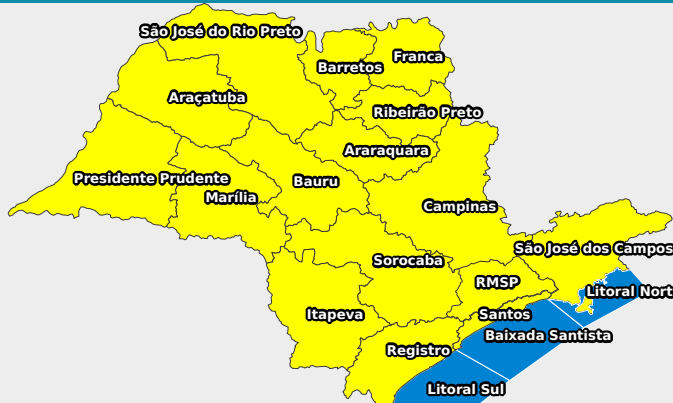 São José do Rio Preto
Franca
Barretos
Araçatuba
Ribeirão Preto
Araraquara
Presidente Prudente
Bauru
Marília
Campinas
São José dos Campos
Sorocaba
RMSP
Litoral Nort
Itapeva
Santos
Baixada Santista
Registro
Litoral Sul